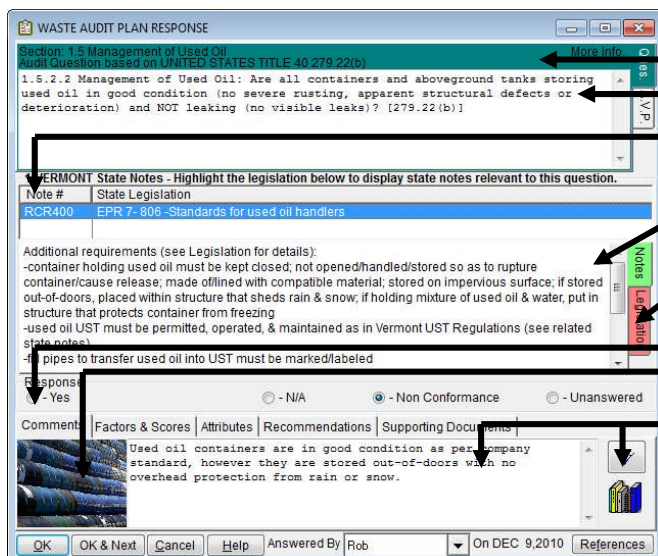 WASTE AUDIT PLAN RESPONSE
Section: 1.5 Management of Used Oil
More Info.
Audit Question based on UNITED STATES TITLE 40 279.22(b)
1.5.2.2 Management of Used Oil: Are all containers and aboveground tanks storing
used oil in good condition (no severe rusting, apparent structural defects or
deterioration) and NOT leaking (no visible leaks)? [279.22(b)]
Ques.
V.P.
VERMONT State Notes - Highlight the legislation below to display state notes relevant to this question.
Note # State Legislation
RCR400 EPR 7- 806 -Standards for used oil handlers
Additional requirements (see Legislation for details):
-container holding used oil must be kept closed; not opened/handled/stored so as to rupture
container/cause release; made of/lined with compatible material; stored on impervious surface; if stored
out-of-doors, placed within structure that sheds rain & snow; if holding mixture of used oil & water, put in
structure that protects container from freezing
-used oil UST must be permitted, operated, & maintained as in Vermont UST Regulations (see related
state notes)
-fill pipes to transfer used oil into UST must be marked/labeled
Notes
Legislation
Response
- Yes - N/A - Non Conformance - Unanswered
Comments Factors & Scores Attributes Recommendations Supporting Documents
Used oil containers are in good condition as per company
standard, however they are stored out-of-doors with no
overhead protection from rain or snow.
OK OK & Next Cancel Help Answered By Rob On DEC 9,2010 References